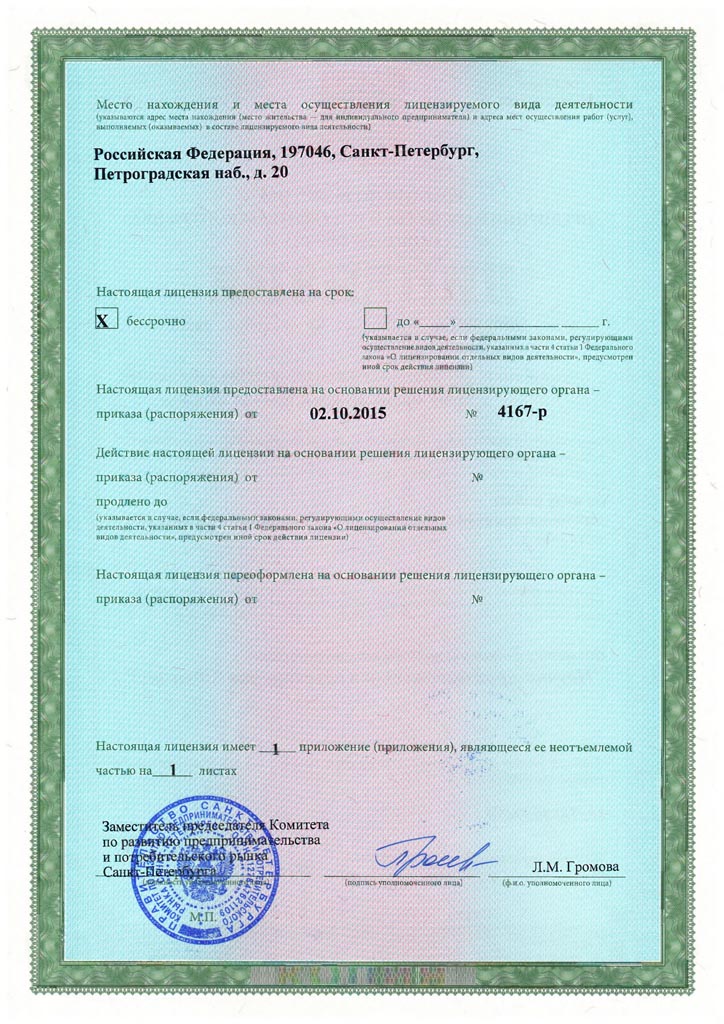 Место нахождения и места осуществления лицензируемого вида деятельности
(указываются адрес места нахождения (место жительства — для индивидуального предпринимателя) и адреса мест осуществления работ (услуг),
выполняемых (оказываемых) в составе лицензируемого вида деятельности)
Российская Федерация, 197046, Санкт-Петербург,
Петроградская наб., д. 20
Настоящая лицензия предоставлена на срок:
X бессрочно
до «_____» __________________ ______ г.
(указывается в случае, если федеральными законами, регулирующими
осуществление видов деятельности, указанных в части 4 статьи 1 Федерального
закона «О лицензировании отдельных видов деятельности», предусмотрен
иной срок действия лицензии)
Настоящая лицензия предоставлена на основании решения лицензирующего органа –
приказа (распоряжения) от 02.10.2015 № 4167-р
Действие настоящей лицензии на основании решения лицензирующего органа –
приказа (распоряжения) от №
продлено до
(указывается в случае, если федеральными законами, регулирующими осуществление видов
деятельности, указанных в части 4 статьи 1 Федерального закона «О лицензировании отдельных
видов деятельности», предусмотрен иной срок действия лицензии)
Настоящая лицензия переоформлена на основании решения лицензирующего органа –
приказа (распоряжения) от №
Настоящая лицензия имеет 1 приложение (приложения), являющееся ее неотъемлемой
частью на 1 листах
Заместитель председателя Комитета
по развитию предпринимательства
и потребительского рынка
Санкт-Петербурга
Л.М. Громова
(подпись уполномоченного лица) (ф.и.о. уполномоченного лица)
М.П.